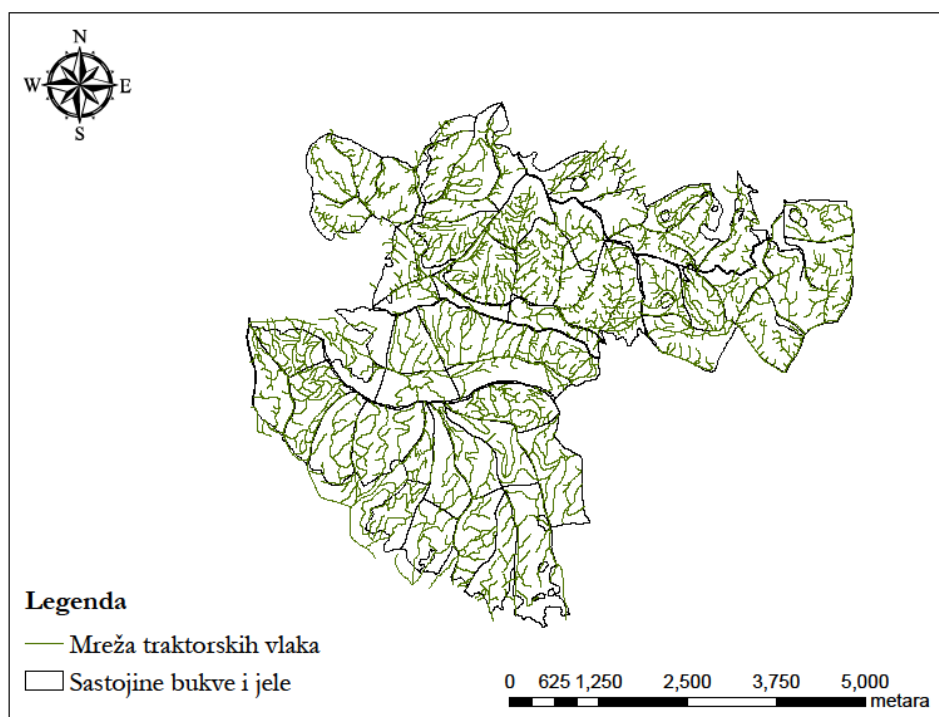 N
W E
S
Legenda
Mreža traktorskih vlaka
Sastojine bukve i jele
0 625 1,250 2,500 3,750 5,000
metara